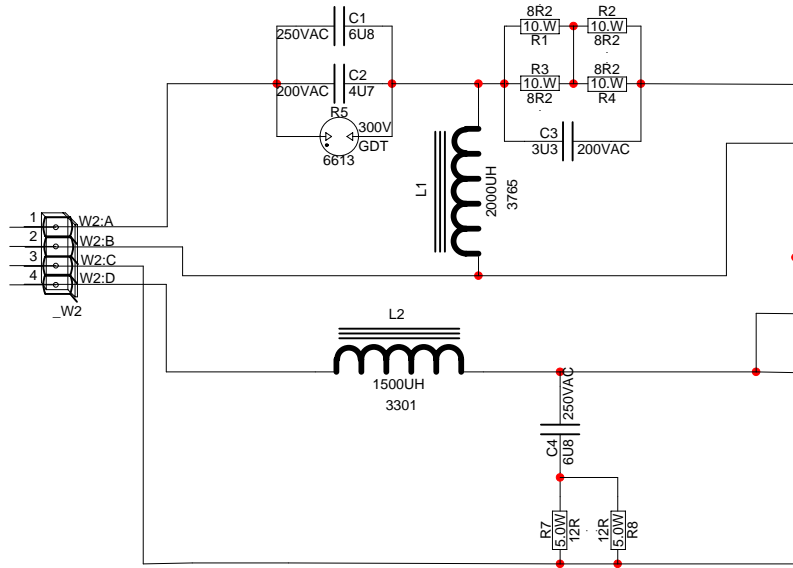 C1
250VAC 6U8
C2
200VAC 4U7
R5
300V
GDT
6613
8R2 R2
10.W 10.W
R1 8R2
R3 8R2
10.W 10.W
8R2 R4
C3
3U3 200VAC
L1
2000UH
3765
1 W2:A
2 W2:B
3 W2:C
4 W2:D
_W2
L2
1500UH
3301
250VAC
C4
6U8
R7
5.0W
12R
12R
5.0W
R8